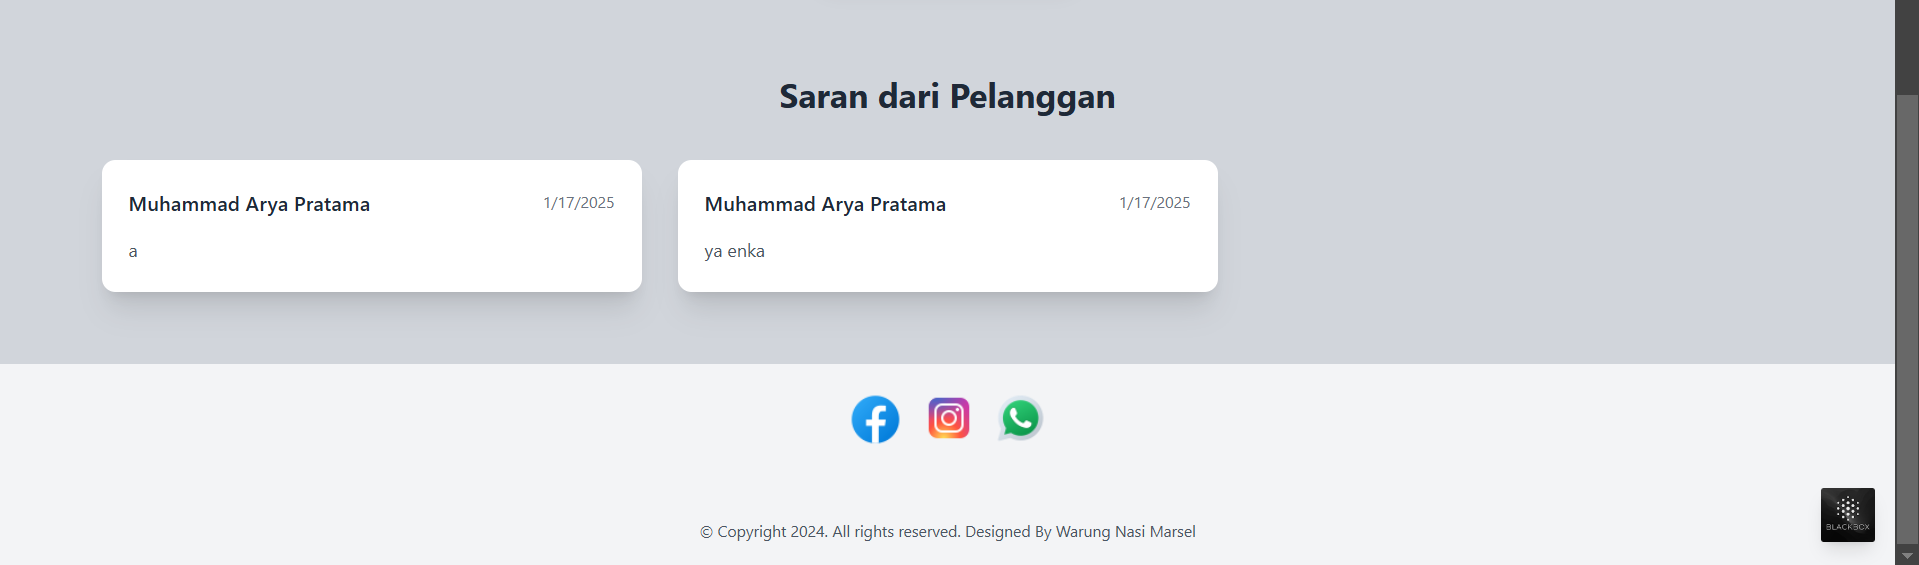 Saran dari Pelanggan
Muhammad Arya Pratama
1/17/2025
a
Muhammad Arya Pratama
1/17/2025
ya enka
© Copyright 2024. All rights reserved. Designed By Warung Nasi Marsel
BLACKBOX